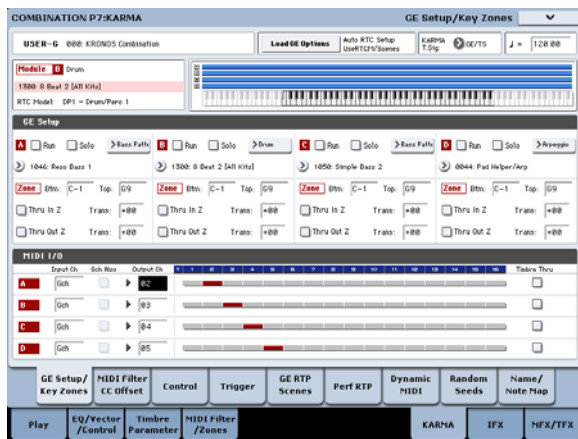 COMBINATION P7:KARMA GE Setup/Key Zones
USER-G 000: KRONOS Combination Load GE Options Auto RTC Setup UseRTCM/Scenes KARMA T.Sig: GE/TS ♩ = 120.00
Module B Drum
1300: 8 Beat 2 [All Kits]
RTC Model: DP1 - Drum/Perc 1
GE Setup
A Run Solo >Bass Patte B Run Solo >Drum C Run Solo >Bass Patte D Run Solo >Arpeggio
1046: Reso Bass 1 1300: 8 Beat 2 [All Kits] 1050: Simple Bass 2 0044: Pad Helper/Arp
Zone Btm: C-1 Top: G9 Zone Btm: C-1 Top: G9 Zone Btm: C-1 Top: G9 Zone Btm: C-1 Top: G9
Thru In Z Trans: +00 Thru In Z Trans: +00 Thru In Z Trans: +00 Thru In Z Trans: +00
Thru Out Z Trans: +00 Thru Out Z Trans: +00 Thru Out Z Trans: +00 Thru Out Z Trans: +00
MIDI I/O
Input Ch Gch Also Output Ch T 1 2 3 4 5 6 7 8 9 10 11 12 13 14 15 16 Timbre Thru
A Gch 02
B Gch 03
C Gch 04
D Gch 05
GE Setup/ Key Zones MIDI Filter CC Offset Control Trigger GE RTP Scenes Perf RTP Dynamic MIDI Random Seeds Name/ Note Map
Play EQ/Vector /Control Timbre Parameter MIDI Filter /Zones KARMA IFX MFX/TFX